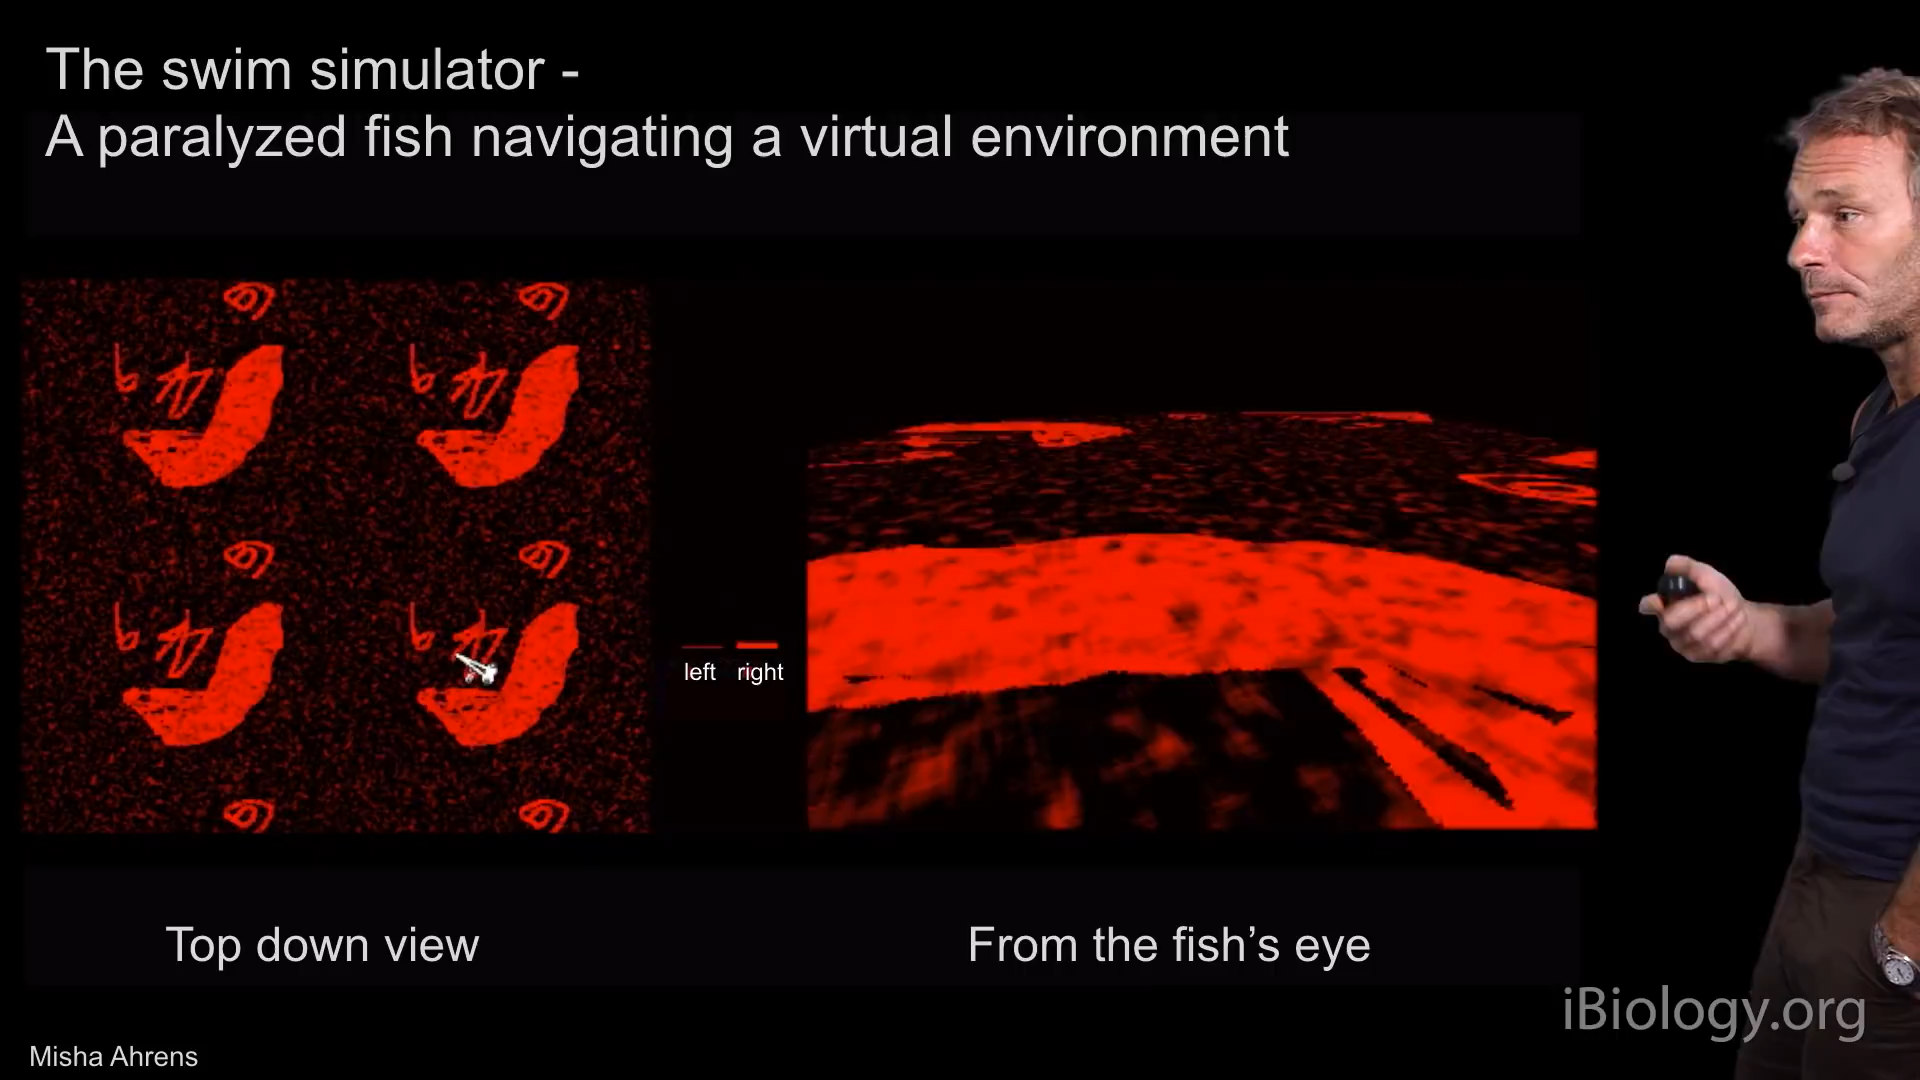 The swim simulator -
A paralyzed fish navigating a virtual environment
left right
Top down view
From the fish's eye
iBiology.org
Misha Ahrens